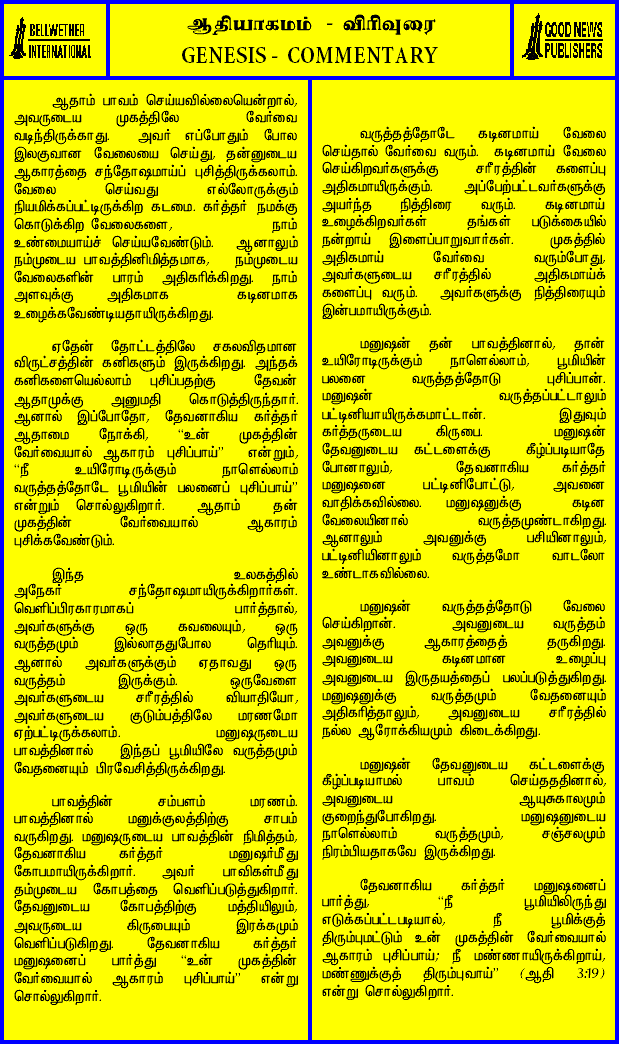 BELLWETHER
INTERNATIONAL
ஆதியாகமம் - விரிவுரை
GENESIS - COMMENTARY
GOOD NEWS
PUBLISHERS
ஆதாம் பாவம் செய்யவில்லையென்றால்,
அவருடைய முகத்திலே வேர்வை
வடிந்திருக்காது. அவர் எப்போதும் போல
இலகுவான வேலையை செய்து, தன்னுடைய
ஆகாரத்தை சந்தோஷமாய்ப் புசித்திருக்கலாம்.
வேலை செய்வது எல்லோருக்கும்
நியமிக்கப்பட்டிருக்கிற கடமை. கர்த்தர் நமக்கு
கொடுக்கிற வேலைகளை, நாம்
உண்மையாய்ச் செய்யவேண்டும். ஆனாலும்
நம்முடைய பாவத்தினிமித்தமாக, நம்முடைய
வேலைகளின் பாரம் அதிகரிக்கிறது. நாம்
அளவுக்கு அதிகமாக கடினமாக
உழைக்கவேண்டியதாயிருக்கிறது.
ஏதேன் தோட்டத்திலே சகலவிதமான
விருட்சத்தின் கனிகளும் இருக்கிறது. அந்தக்
கனிகளையெல்லாம் புசிப்பதற்கு தேவன்
ஆதாமுக்கு அனுமதி கொடுத்திருந்தார்.
ஆனால் இப்போதோ, தேவனாகிய கர்த்தர்
ஆதாமை நோக்கி, “உன் முகத்தின்
வேர்வையால் ஆகாரம் புசிப்பாய்” என்றும்,
“நீ உயிரோடிருக்கும் நாளெல்லாம்
வருத்தத்தோடே பூமியின் பலனைப் புசிப்பாய்”
என்றும் சொல்லுகிறார். ஆதாம் தன்
முகத்தின் வேர்வையால் ஆகாரம்
புசிக்கவேண்டும்.
இந்த உலகத்தில்
அநேகர் சந்தோஷமாயிருக்கிறார்கள்.
வெளிப்பிரகாரமாகப் பார்த்தால்,
அவர்களுக்கு ஒரு கவலையும், ஒரு
வருத்தமும் இல்லாததுபோல தெரியும்.
ஆனால் அவர்களுக்கும் ஏதாவது ஒரு
வருத்தம் இருக்கும். ஒருவேளை
அவர்களுடைய சரீரத்தில் வியாதியோ,
அவர்களுடைய குடும்பத்திலே மரணமோ
ஏற்பட்டிருக்கலாம். மனுஷருடைய
பாவத்தினால் இந்தப் பூமியிலே வருத்தமும்
வேதனையும் பிரவேசித்திருக்கிறது.
பாவத்தின் சம்பளம் மரணம்.
பாவத்தினால் மனுக்குலத்திற்கு சாபம்
வருகிறது. மனுஷருடைய பாவத்தின் நிமித்தம்,
தேவனாகிய கர்த்தர் மனுஷர்மீது
கோபமாயிருக்கிறார். அவர் பாவிகள்மீது
தம்முடைய கோபத்தை வெளிப்படுத்துகிறார்.
தேவனுடைய கோபத்திற்கு மத்தியிலும்,
அவருடைய கிருபையும் இரக்கமும்
வெளிப்படுகிறது. தேவனாகிய கர்த்தர்
மனுஷனைப் பார்த்து “உன் முகத்தின்
வேர்வையால் ஆகாரம் புசிப்பாய்” என்று
சொல்லுகிறார்.
வருத்தத்தோடே கடினமாய் வேலை
செய்தால் வேர்வை வரும். கடினமாய் வேலை
செய்கிறவர்களுக்கு சரீரத்தின் களைப்பு
அதிகமாயிருக்கும். அப்பேற்பட்டவர்களுக்கு
அயர்ந்த நித்திரை வரும். கடினமாய்
உழைக்கிறவர்கள் தங்கள் படுக்கையில்
நன்றாய் இளைப்பாறுவார்கள். முகத்தில்
அதிகமாய் வேர்வை வரும்போது,
அவர்களுடைய சரீரத்தில் அதிகமாய்க்
களைப்பு வரும். அவர்களுக்கு நித்திரையும்
இன்பமாயிருக்கும்.
மனுஷன் தன் பாவத்தினால், தான்
உயிரோடிருக்கும் நாளெல்லாம், பூமியின்
பலனை வருத்தத்தோடு புசிப்பான்.
மனுஷன் வருத்தப்பட்டாலும்
பட்டினியாயிருக்கமாட்டான். இதுவும்
கர்த்தருடைய கிருபை. மனுஷன்
தேவனுடைய கட்டளைக்கு கீழ்ப்படியாதே
போனாலும், தேவனாகிய கர்த்தர்
மனுஷனை பட்டினிபோட்டு, அவனை
வாதிக்கவில்லை. மனுஷனுக்கு கடின
வேலையினால் வருத்தமுண்டாகிறது.
ஆனாலும் அவனுக்கு பசியினாலும்,
பட்டினியினாலும் வருத்தமோ வாடலோ
உண்டாகவில்லை.
மனுஷன் வருத்தத்தோடு வேலை
செய்கிறான். அவனுடைய வருத்தம்
அவனுக்கு ஆகாரத்தைத் தருகிறது.
அவனுடைய கடினமான உழைப்பு
அவனுடைய இருதயத்தைப் பலப்படுத்துகிறது.
மனுஷனுக்கு வருத்தமும் வேதனையும்
அதிகரித்தாலும், அவனுடைய சரீரத்தில்
நல்ல ஆரோக்கியமும் கிடைக்கிறது.
மனுஷன் தேவனுடைய கட்டளைக்கு
கீழ்ப்படியாமல் பாவம் செய்தததினால்,
அவனுடைய ஆயுசுகாலமும்
குறைந்துபோகிறது. மனுஷனுடைய
நாளெல்லாம் வருத்தமும், சஞ்சலமும்
நிரம்பியதாகவே இருக்கிறது.
தேவனாகிய கர்த்தர் மனுஷனைப்
பார்த்து, “நீ பூமியிலிருந்து
எடுக்கப்பட்டபடியால், நீ பூமிக்குத்
திரும்புமட்டும் உன் முகத்தின் வேர்வையால்
ஆகாரம் புசிப்பாய்; நீ மண்ணாயிருக்கிறாய்,
மண்ணுக்குத் திரும்புவாய்” (ஆதி 3:19)
என்று சொல்லுகிறார்.